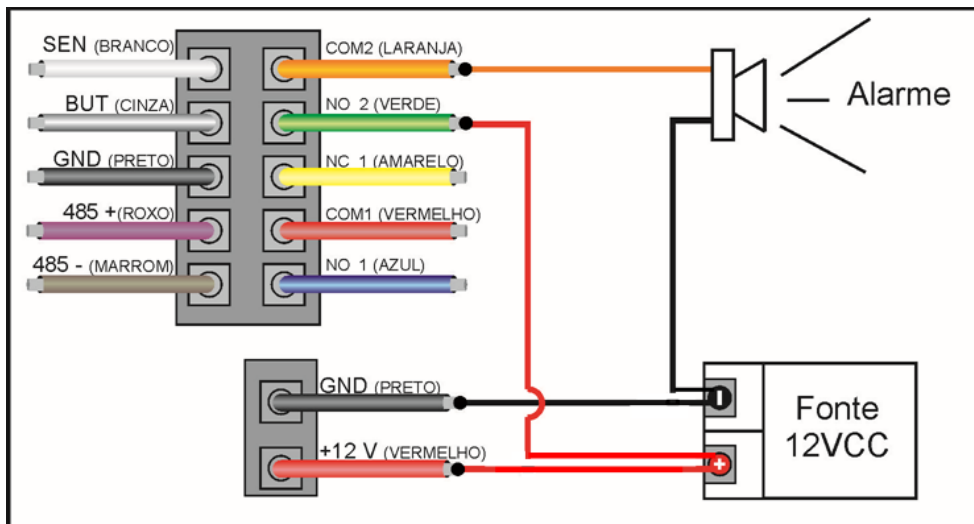 SEN (BRANCO)
BUT (CINZA)
GND (PRETO)
485 +(ROXO)
485 - (MARROM)
COM2 (LARANJA)
NO 2 (VERDE)
NC 1 (AMARELO)
COM1 (VERMELHO)
NO 1 (AZUL)
Alarme
GND (PRETO)
+12 V (VERMELHO)
Fonte
12VCC